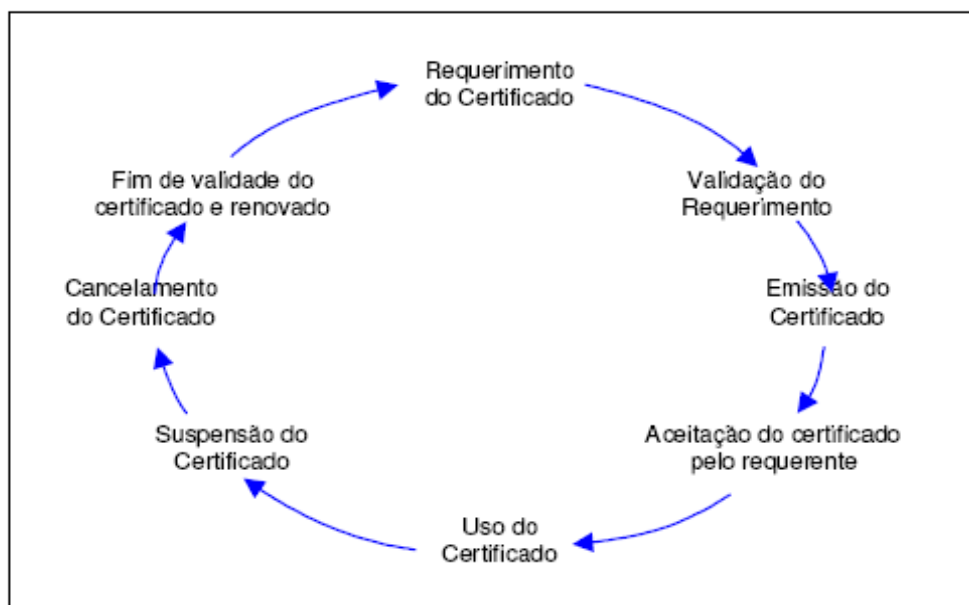 Requerimento
do Certificado
Validação do
Requerimento
Emissão do
Certificado
Aceitação do certificado
pelo requerente
Uso do
Certificado
Suspensão do
Certificado
Cancelamento
do Certificado
Fim de validade do
certificado e renovado